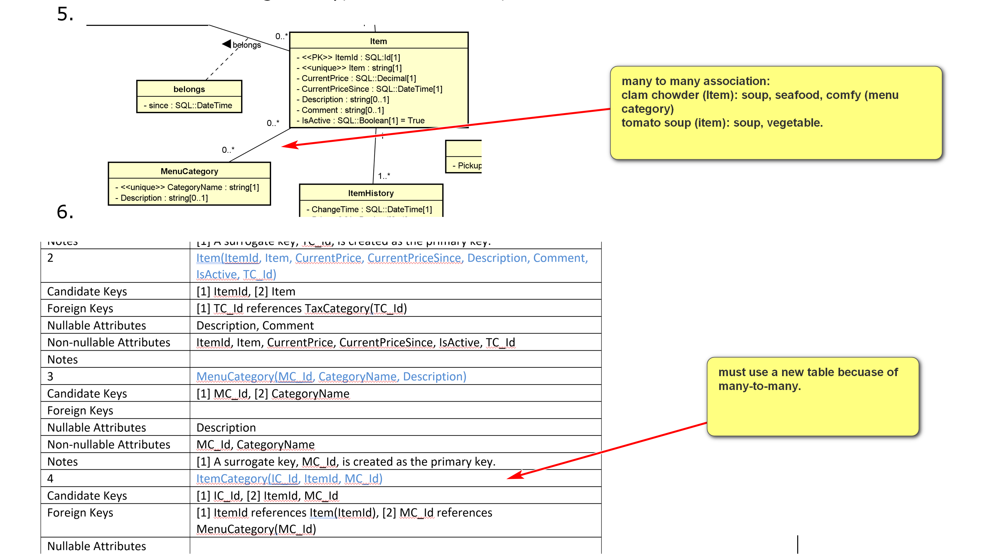 5.
0..*
belongs
Item
- <<PK>> ItemId : SQL:Id[1]
- <<unique>> Item : string[1]
- CurrentPrice : SQL::Decimal[1]
- CurrentPriceSince : SQL::DateTime[1]
- Description : string[0..1]
- Comment : string[0..1]
- IsActive : SQL::Boolean[1] = True
belongs
- since : SQL::DateTime
0..*
0..*
MenuCategory
- <<unique>> CategoryName : string[1]
- Description : string[0..1]
1..*
ItemHistory
- ChangeTime : SQL::DateTime[1]
- Pickup
many to many association:
clam chowder (Item): soup, seafood, comfy (menu
category)
tomato soup (item): soup, vegetable.
6.
Notes [1] A surrogate key, TC_Id, is created as the primary key.
2 Item(ItemId, Item, CurrentPrice, CurrentPriceSince, Description, Comment,
IsActive, TC_Id)
Candidate Keys [1] ItemId, [2] Item
Foreign Keys [1] TC_Id references TaxCategory(TC_Id)
Nullable Attributes Description, Comment
Non-nullable Attributes ItemId, Item, CurrentPrice, CurrentPriceSince, IsActive, TC_Id
Notes
3 MenuCategory(MC_Id, CategoryName, Description)
Candidate Keys [1] MC_Id, [2] CategoryName
Foreign Keys
Nullable Attributes Description
Non-nullable Attributes MC_Id, CategoryName
Notes [1] A surrogate key, MC_Id, is created as the primary key.
4 ItemCategory(IC_Id, ItemId, MC_Id)
Candidate Keys [1] IC_Id, [2] ItemId, MC_Id
Foreign Keys [1] ItemId references Item(ItemId), [2] MC_Id references
MenuCategory(MC_Id)
Nullable Attributes
must use a new table becuase of
many-to-many.